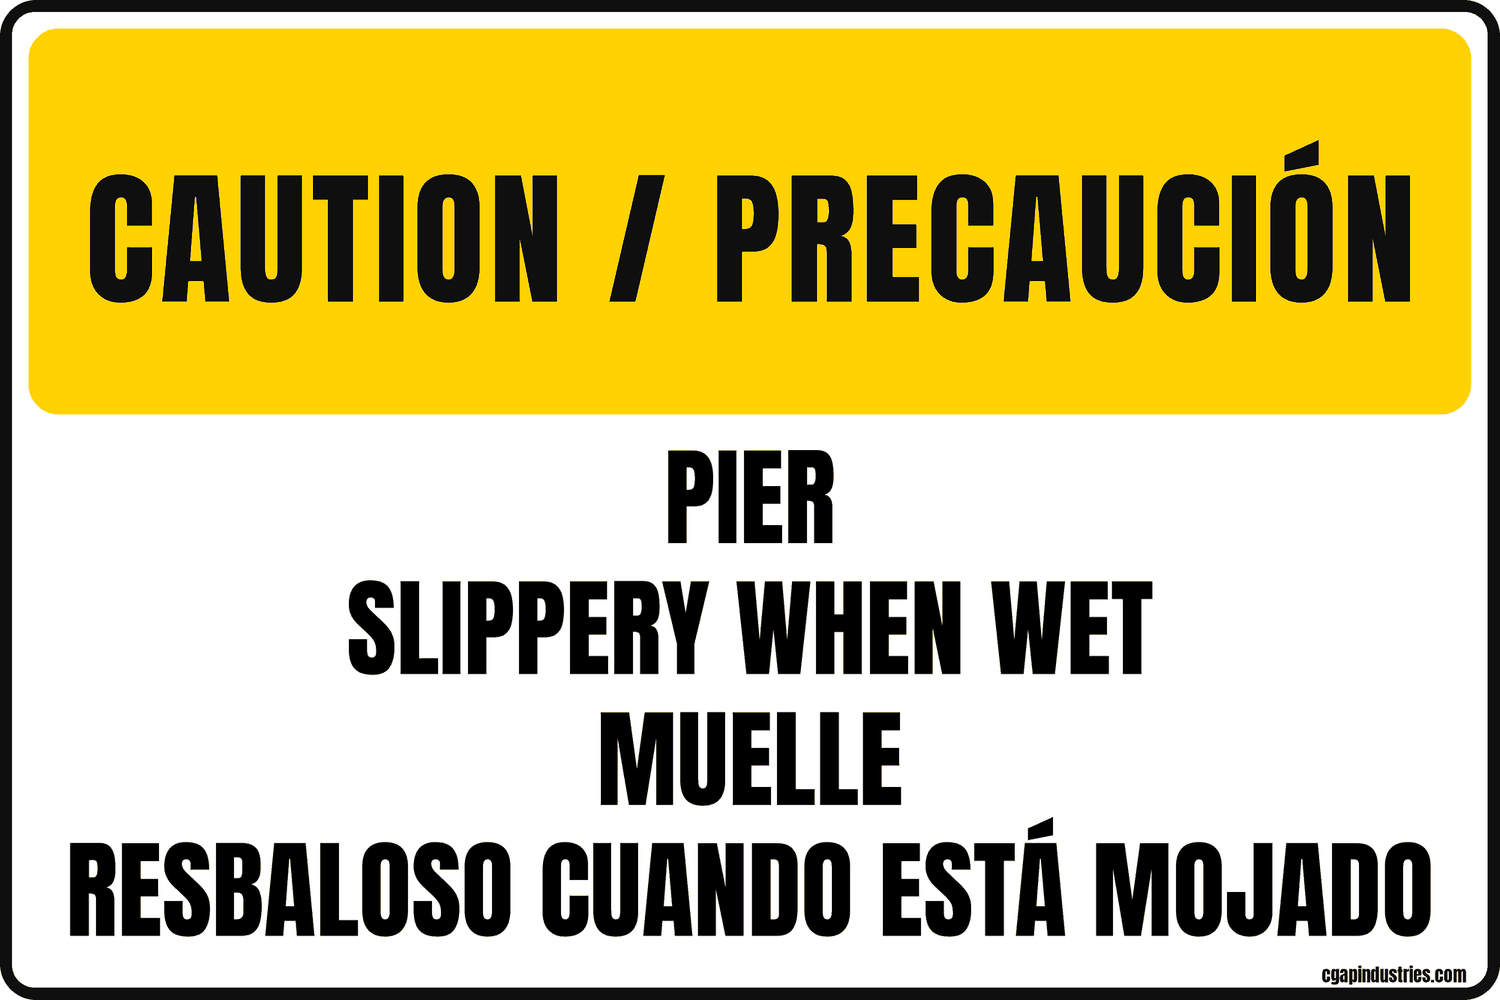 CAUTION / PRECAUCIÓN
PIER
SLIPPERY WHEN WET
MUELLE
RESBALOSO CUANDO ESTÁ MOJADO
cgapindustries.com